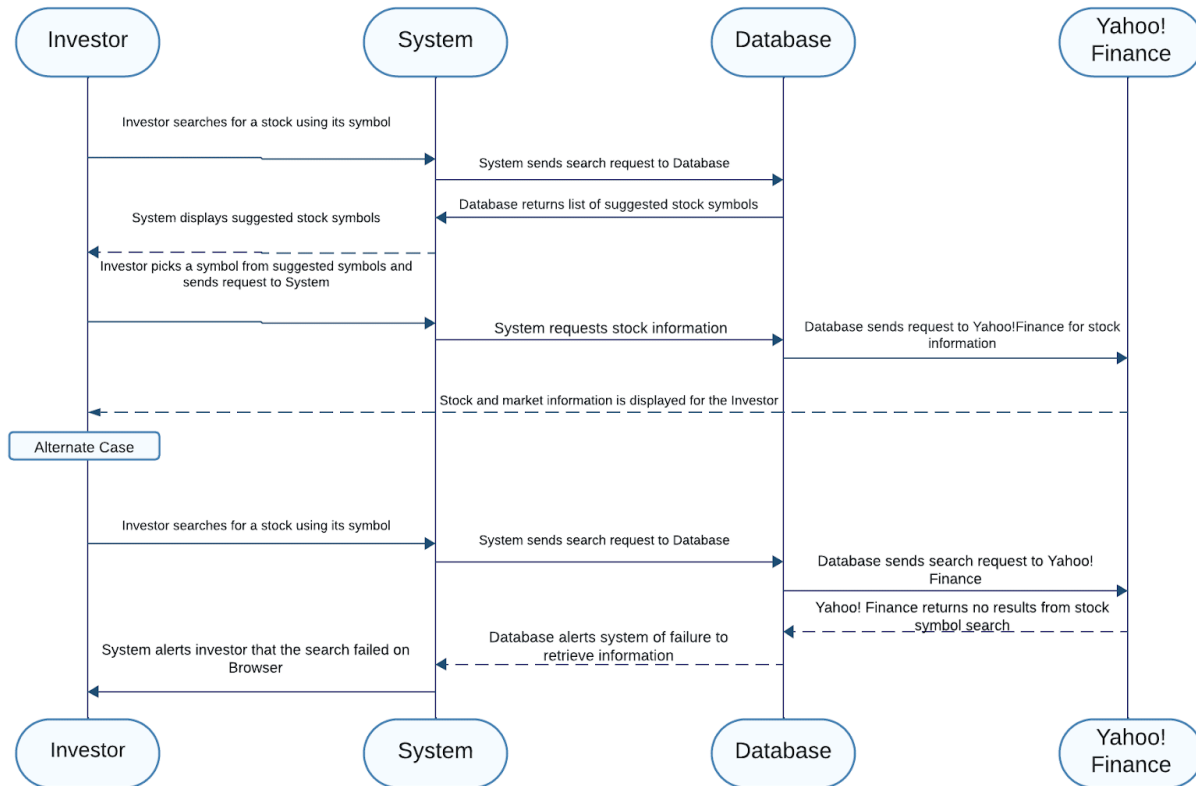 Investor
System
Database
Yahoo!
Finance
Investor searches for a stock using its symbol
System sends search request to Database
Database returns list of suggested stock symbols
System displays suggested stock symbols
Investor picks a symbol from suggested symbols and
sends request to System
System requests stock information
Database sends request to Yahoo!Finance for stock
information
Stock and market information is displayed for the Investor
Alternate Case
Investor searches for a stock using its symbol
System sends search request to Database
Database sends search request to Yahoo!
Finance
Yahoo! Finance returns no results from stock
symbol search
Database alerts system of failure to
retrieve information
System alerts investor that the search failed on
Browser
Investor
System
Database
Yahoo!
Finance